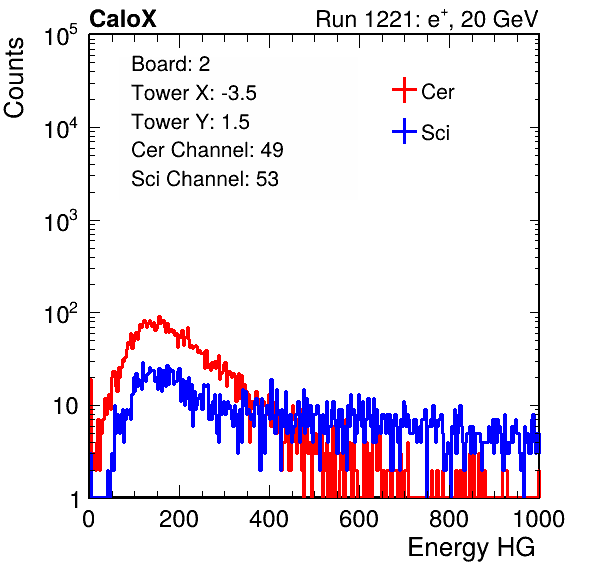 CaloX Run 1221: e⁺, 20 GeV
Counts
Board: 2
Tower X: -3.5
Tower Y: 1.5
Cer Channel: 49
Sci Channel: 53
Cer
Sci
10⁵
10⁴
10³
10²
10
1
0 200 400 600 800 1000
Energy HG